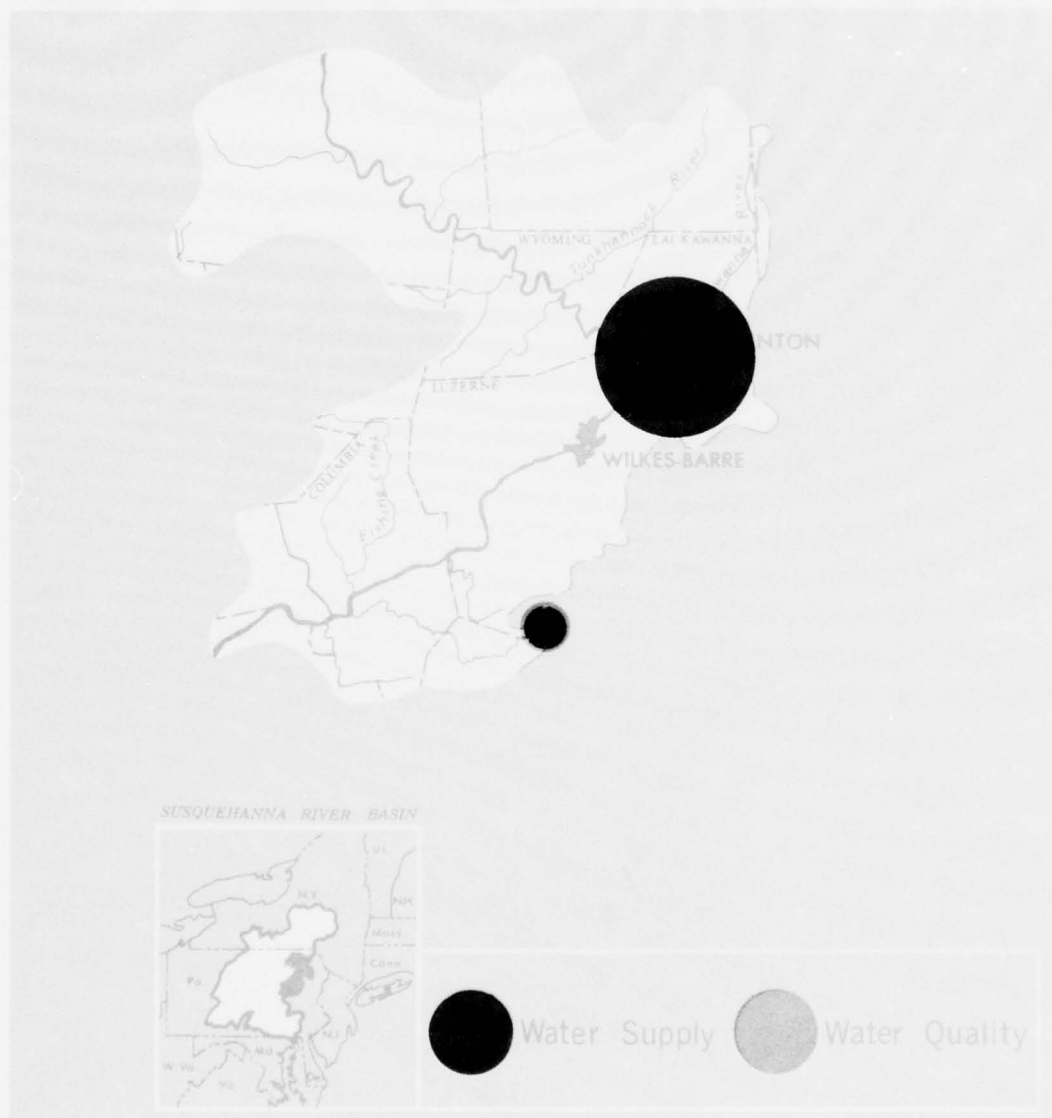 WYOMING
LACKAWANNA
Tunkhannock River
River
NTON
LUZERNE
WILKES-BARRE
COLUMBIA
Fishing Creek
SUSQUEHANNA RIVER BASIN
VT.
N.Y.
N.H.
Mass.
Conn.
Pa.
N.J.
Md.
W. Va.
Va.
Water Supply
Water Quality